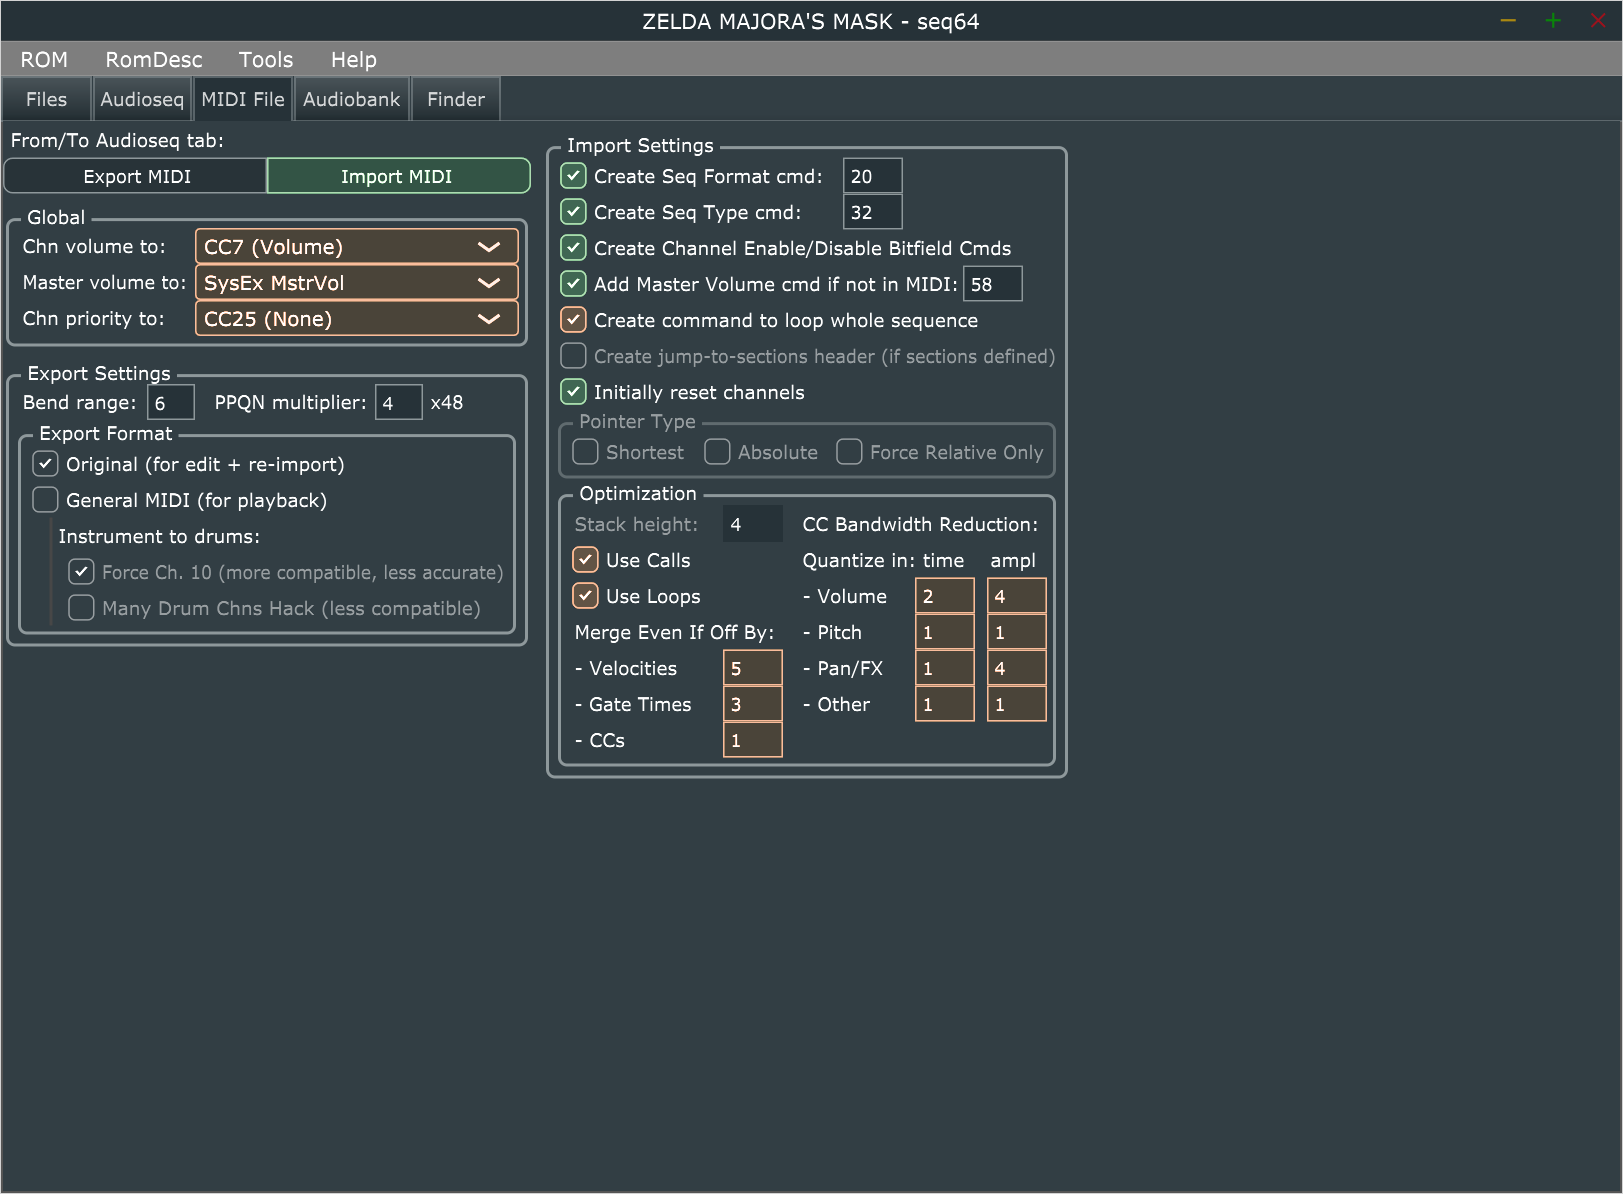 ZELDA MAJORA'S MASK - seq64
ROM RomDesc Tools Help
Files Audioseq MIDI File Audiobank Finder
From/To Audioseq tab:
Export MIDI Import MIDI
Global
Chn volume to: CC7 (Volume)
Master volume to: SysEx MstrVol
Chn priority to: CC25 (None)
Export Settings
Bend range: 6 PPQN multiplier: 4 x48
Export Format
Original (for edit + re-import)
General MIDI (for playback)
Instrument to drums:
Force Ch. 10 (more compatible, less accurate)
Many Drum Chns Hack (less compatible)
Import Settings
Create Seq Format cmd: 20
Create Seq Type cmd: 32
Create Channel Enable/Disable Bitfield Cmds
Add Master Volume cmd if not in MIDI: 58
Create command to loop whole sequence
Create jump-to-sections header (if sections defined)
Initially reset channels
Pointer Type
Shortest Absolute Force Relative Only
Optimization
Stack height: 4 CC Bandwidth Reduction:
Use Calls Quantize in: time ampl
Use Loops - Volume 2 4
Merge Even If Off By: - Pitch 1 1
- Velocities 5 - Pan/FX 1 4
- Gate Times 3 - Other 1 1
- CCs 1